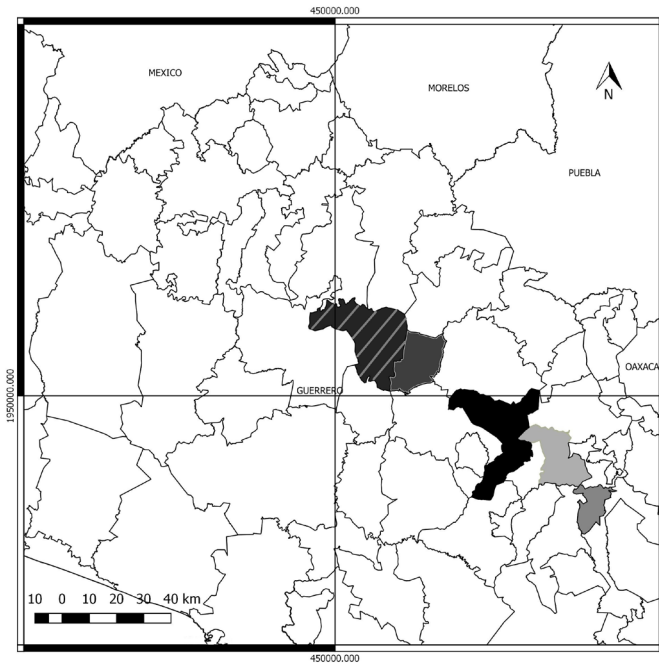 450000.000
MEXICO
MORELOS
N
PUEBLA
OAXACA
GUERRERO
1950000.000
10 0 10 20 30 40 km
450000.000